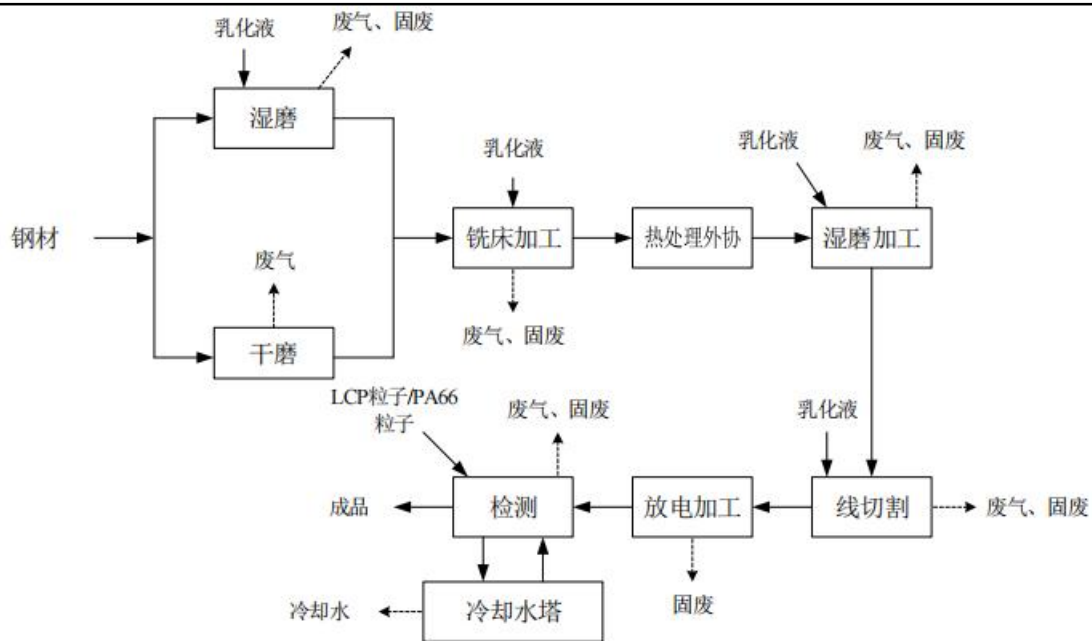 乳化液
废气、固废
湿磨
钢材
废气
干磨
乳化液
铣床加工
废气、固废
热处理外协
乳化液
废气、固废
湿磨加工
LCP粒子/PA66
粒子
废气、固废
乳化液
成品
检测
放电加工
线切割
废气、固废
冷却水
冷却水塔
固废